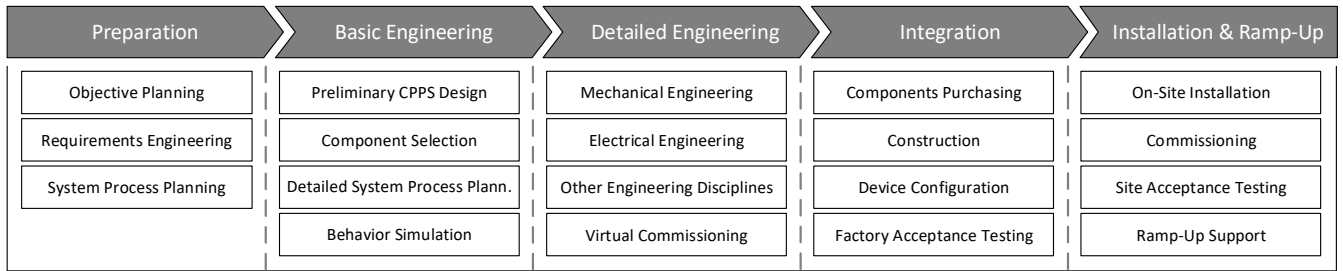 Preparation
Basic Engineering
Detailed Engineering
Integration
Installation & Ramp-Up
Objective Planning
Requirements Engineering
System Process Planning
Preliminary CPPS Design
Component Selection
Detailed System Process Plann.
Behavior Simulation
Mechanical Engineering
Electrical Engineering
Other Engineering Disciplines
Virtual Commissioning
Components Purchasing
Construction
Device Configuration
Factory Acceptance Testing
On-Site Installation
Commissioning
Site Acceptance Testing
Ramp-Up Support